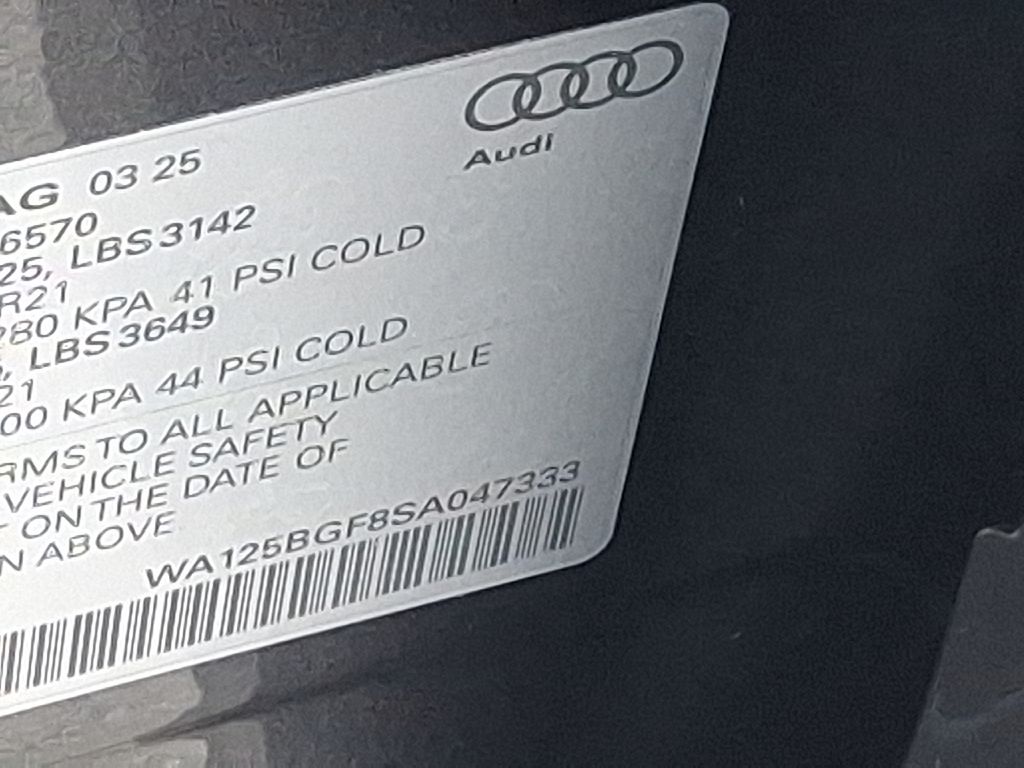 Audi
AG 03 25
6570
25, LBS 3142
R21
280 KPA 41 PSI COLD
, LBS 3649
21
00 KPA 44 PSI COLD
RMS TO ALL APPLICABLE
VEHICLE SAFETY
ON THE DATE OF
N ABOVE
WA125BGF8SA047333